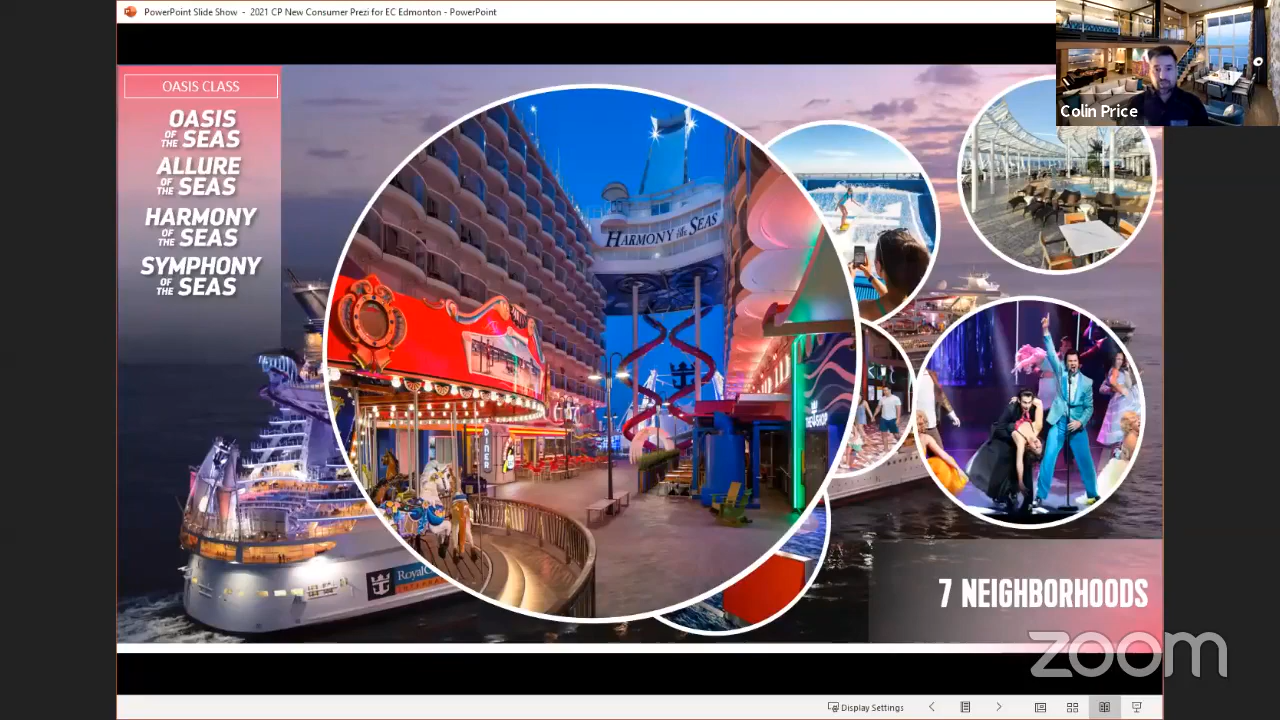 PowerPoint Slide Show - 2021 CP New Consumer Prezi for EC Edmonton - PowerPoint
Colin Price
OASIS CLASS
OASIS
OF THE SEAS
ALLURE
OF THE SEAS
HARMONY
OF THE SEAS
SYMPHONY
OF THE SEAS
HARMONY OF THE SEAS
DINER
THE SHOP
7 NEIGHBORHOODS
zoom
Display Settings